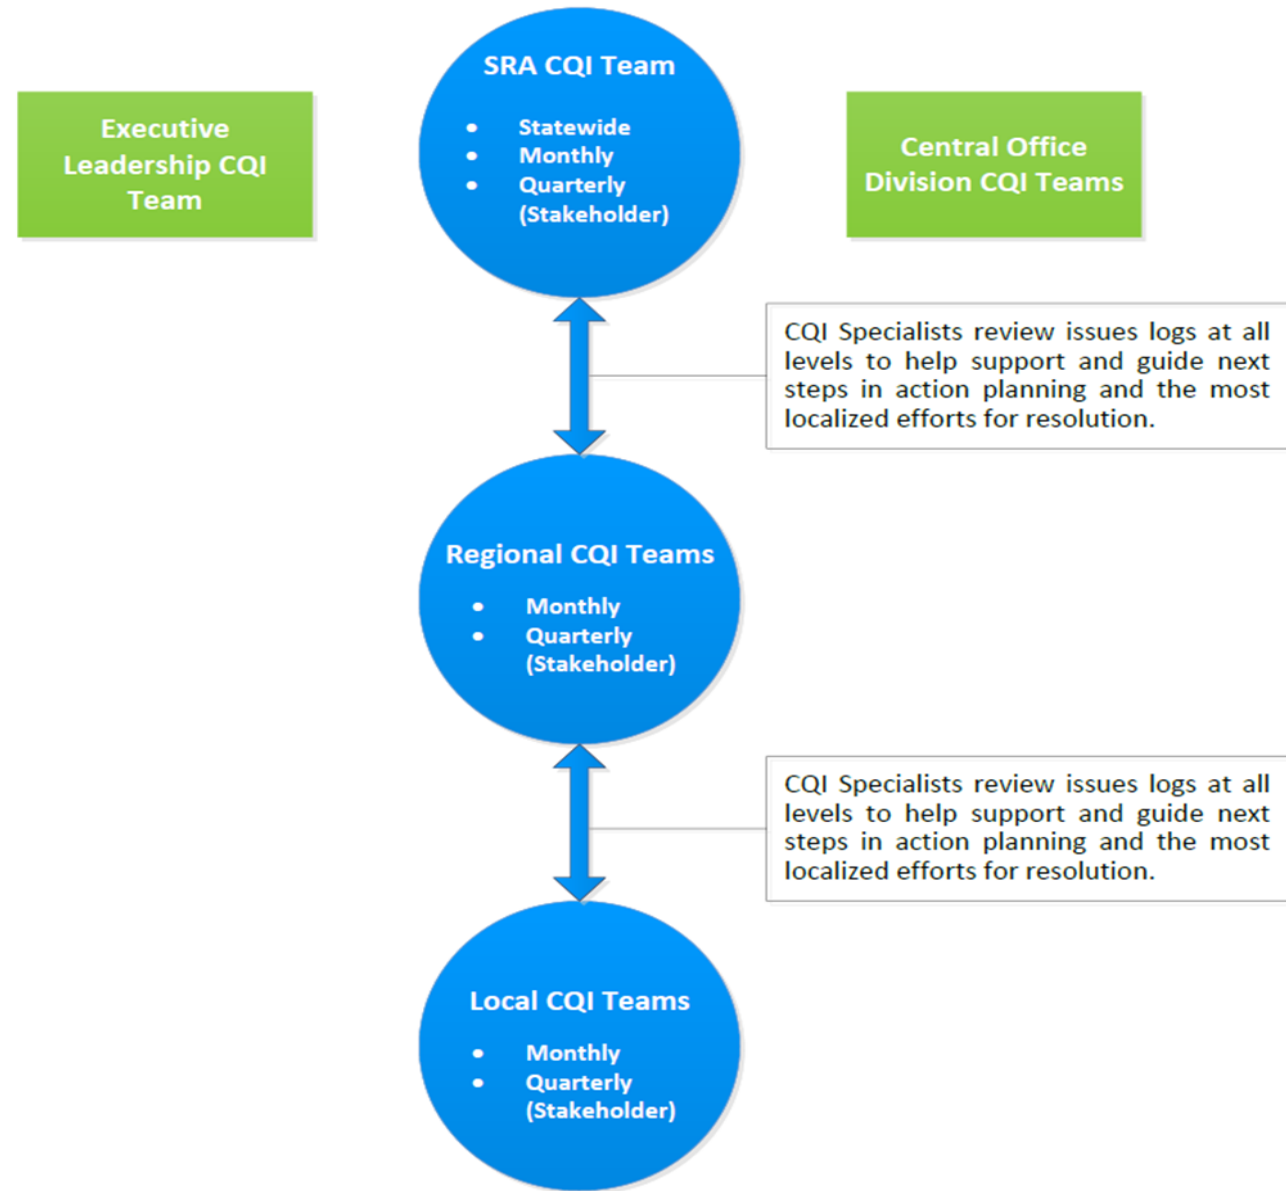 Executive
Leadership CQI
Team
SRA CQI Team
• Statewide
• Monthly
• Quarterly
(Stakeholder)
Central Office
Division CQI Teams
CQI Specialists review issues logs at all
levels to help support and guide next
steps in action planning and the most
localized efforts for resolution.
Regional CQI Teams
• Monthly
• Quarterly
(Stakeholder)
CQI Specialists review issues logs at all
levels to help support and guide next
steps in action planning and the most
localized efforts for resolution.
Local CQI Teams
• Monthly
• Quarterly
(Stakeholder)